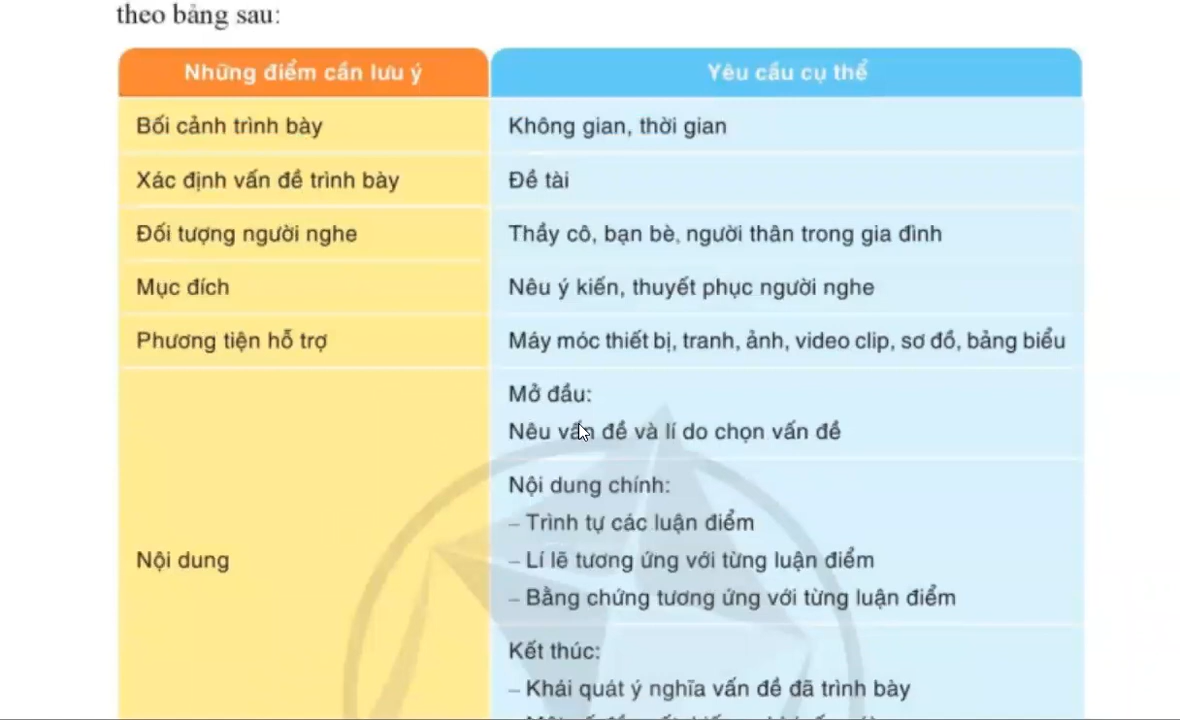 theo bảng sau:
Những điểm cần lưu ý
Yêu cầu cụ thể
Bối cảnh trình bày
Không gian, thời gian
Xác định vấn đề trình bày
Đề tài
Đối tượng người nghe
Thầy cô, bạn bè, người thân trong gia đình
Mục đích
Nêu ý kiến, thuyết phục người nghe
Phương tiện hỗ trợ
Máy móc thiết bị, tranh, ảnh, video clip, sơ đồ, bảng biểu
Nội dung
Mở đầu:
Nêu vấn đề và lí do chọn vấn đề
Nội dung chính:
– Trình tự các luận điểm
– Lí lẽ tương ứng với từng luận điểm
– Bằng chứng tương ứng với từng luận điểm
Kết thúc:
– Khái quát ý nghĩa vấn đề đã trình bày